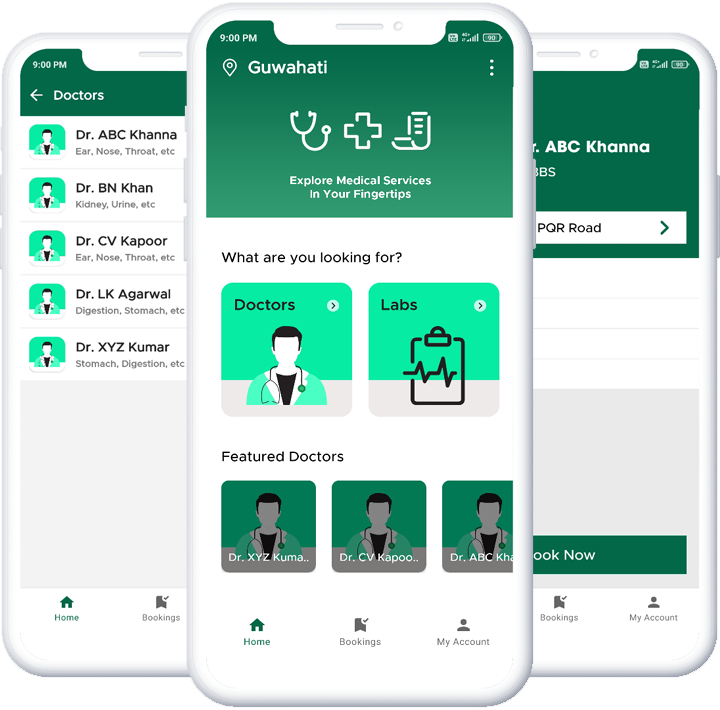 9:00 PM
Doctors
Dr. ABC Khanna
Ear, Nose, Throat, etc
Dr. BN Khan
Kidney, Urine, etc
Dr. CV Kapoor
Ear, Nose, Throat, etc
Dr. LK Agarwal
Digestion, Stomach, etc
Dr. XYZ Kumar
Stomach, Digestion, etc
Home
Bookings
9:00 PM
4G+
90
Guwahati
Explore Medical Services
In Your Fingertips
What are you looking for?
Doctors
Labs
Featured Doctors
Dr. XYZ Kuma..
Dr. CV Kapoo..
Dr. ABC Kha
Home
Bookings
My Account
4G+
90
r. ABC Khanna
BBS
PQR Road
ook Now
Bookings
My Account